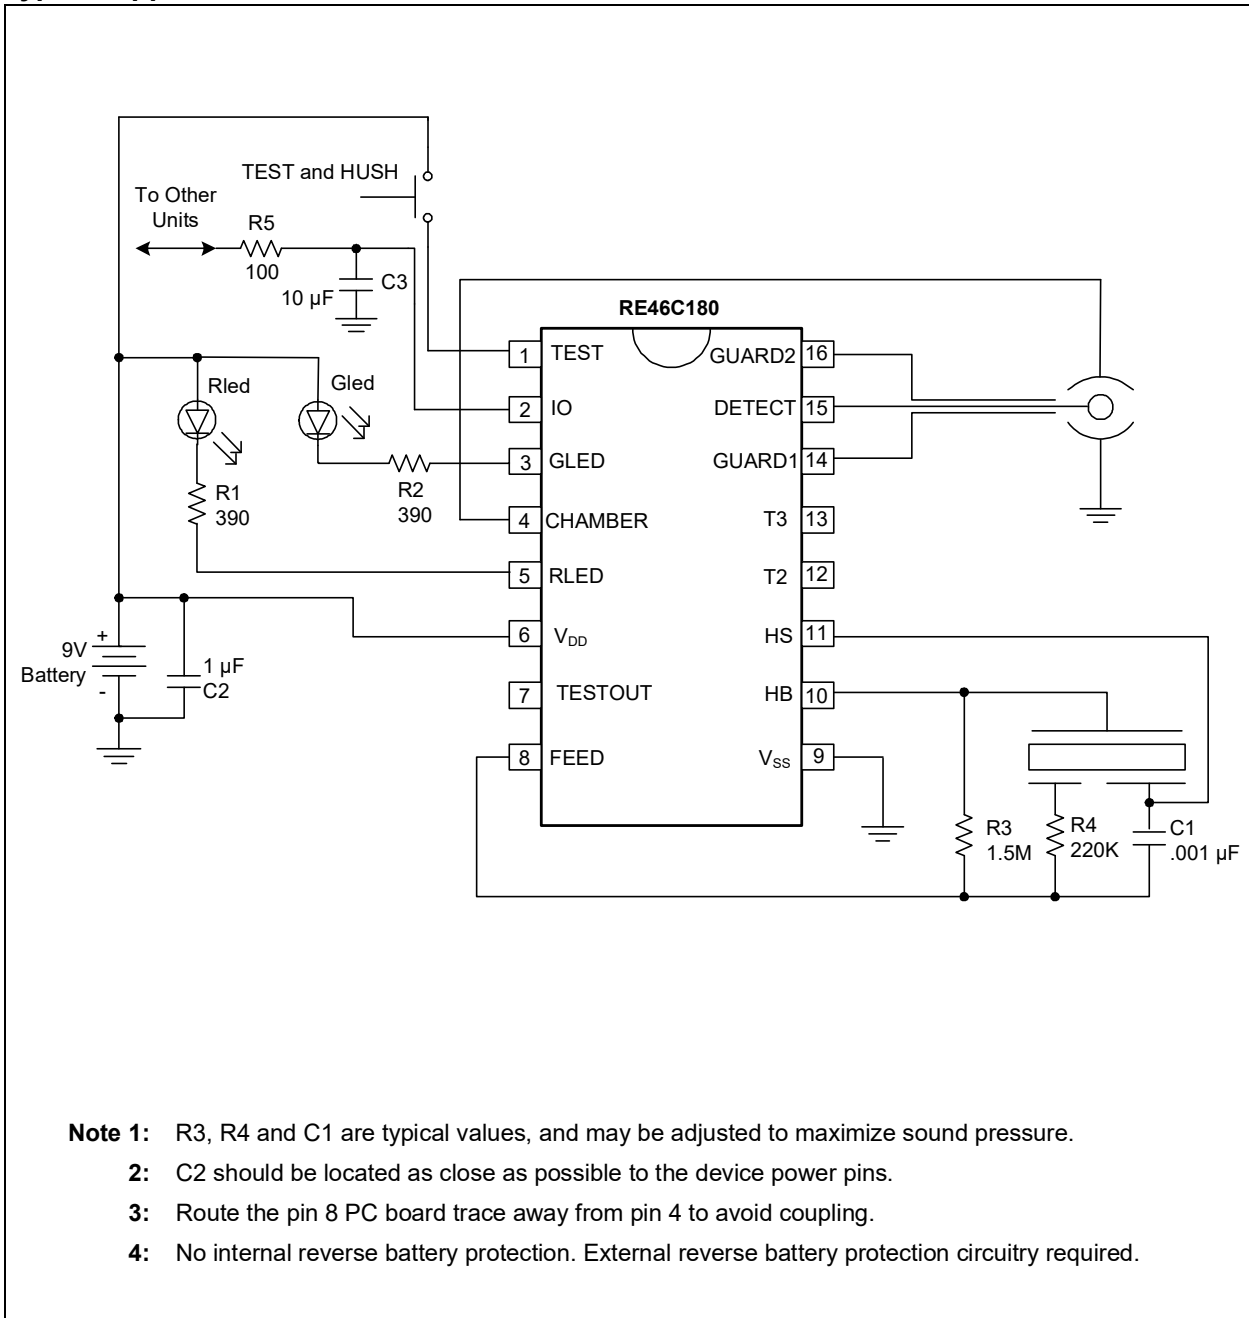 TEST and HUSH
To Other
Units
R5
100
C3
10 µF
RE46C180
1 TEST
GUARD2 16
Rled
Gled
2 IO
DETECT 15
3 GLED
GUARD1 14
R1
390
R2
390
4 CHAMBER
T3 13
5 RLED
T2 12
9V
Battery
+
-
1 µF
C2
6 VDD
HS 11
7 TESTOUT
HB 10
8 FEED
VSS 9
R3
1.5M
R4
220K
C1
.001 µF
Note 1: R3, R4 and C1 are typical values, and may be adjusted to maximize sound pressure.
2: C2 should be located as close as possible to the device power pins.
3: Route the pin 8 PC board trace away from pin 4 to avoid coupling.
4: No internal reverse battery protection. External reverse battery protection circuitry required.